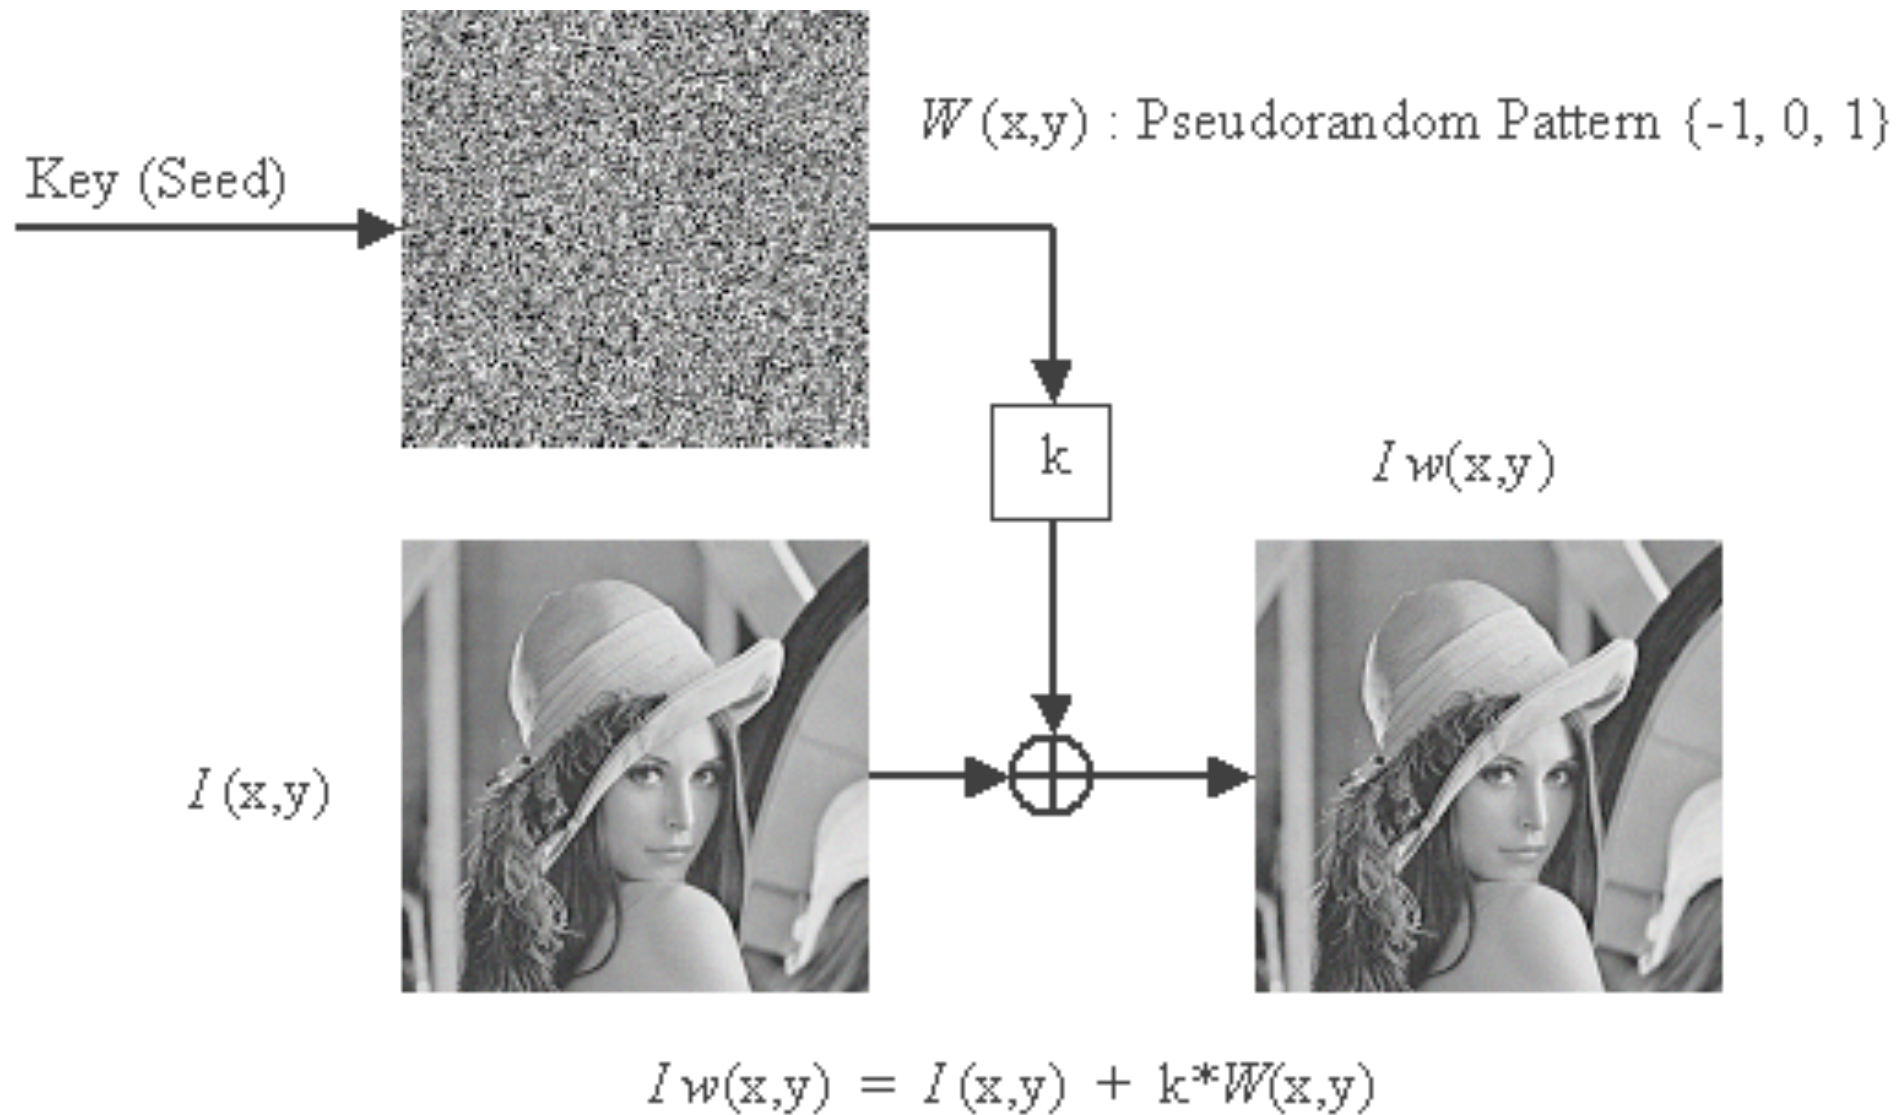 W (x,y) : Pseudorandom Pattern {-1, 0, 1}
Key (Seed)
k
I w(x,y)
I (x,y)
I w(x,y) = I (x,y) + k*W(x,y)